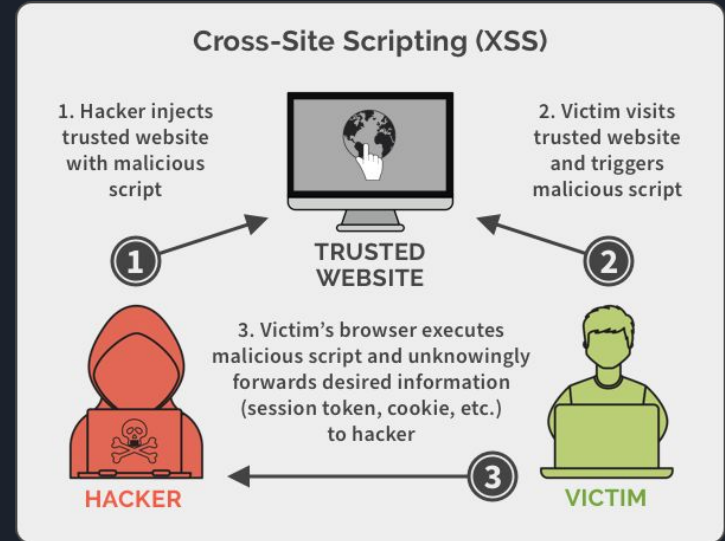 Cross-Site Scripting (XSS)
1. Hacker injects
trusted website
with malicious
script
2. Victim visits
trusted website
and triggers
malicious script
1
TRUSTED
WEBSITE
2
3. Victim's browser executes
malicious script and unknowingly
forwards desired information
(session token, cookie, etc.)
to hacker
3
HACKER
VICTIM